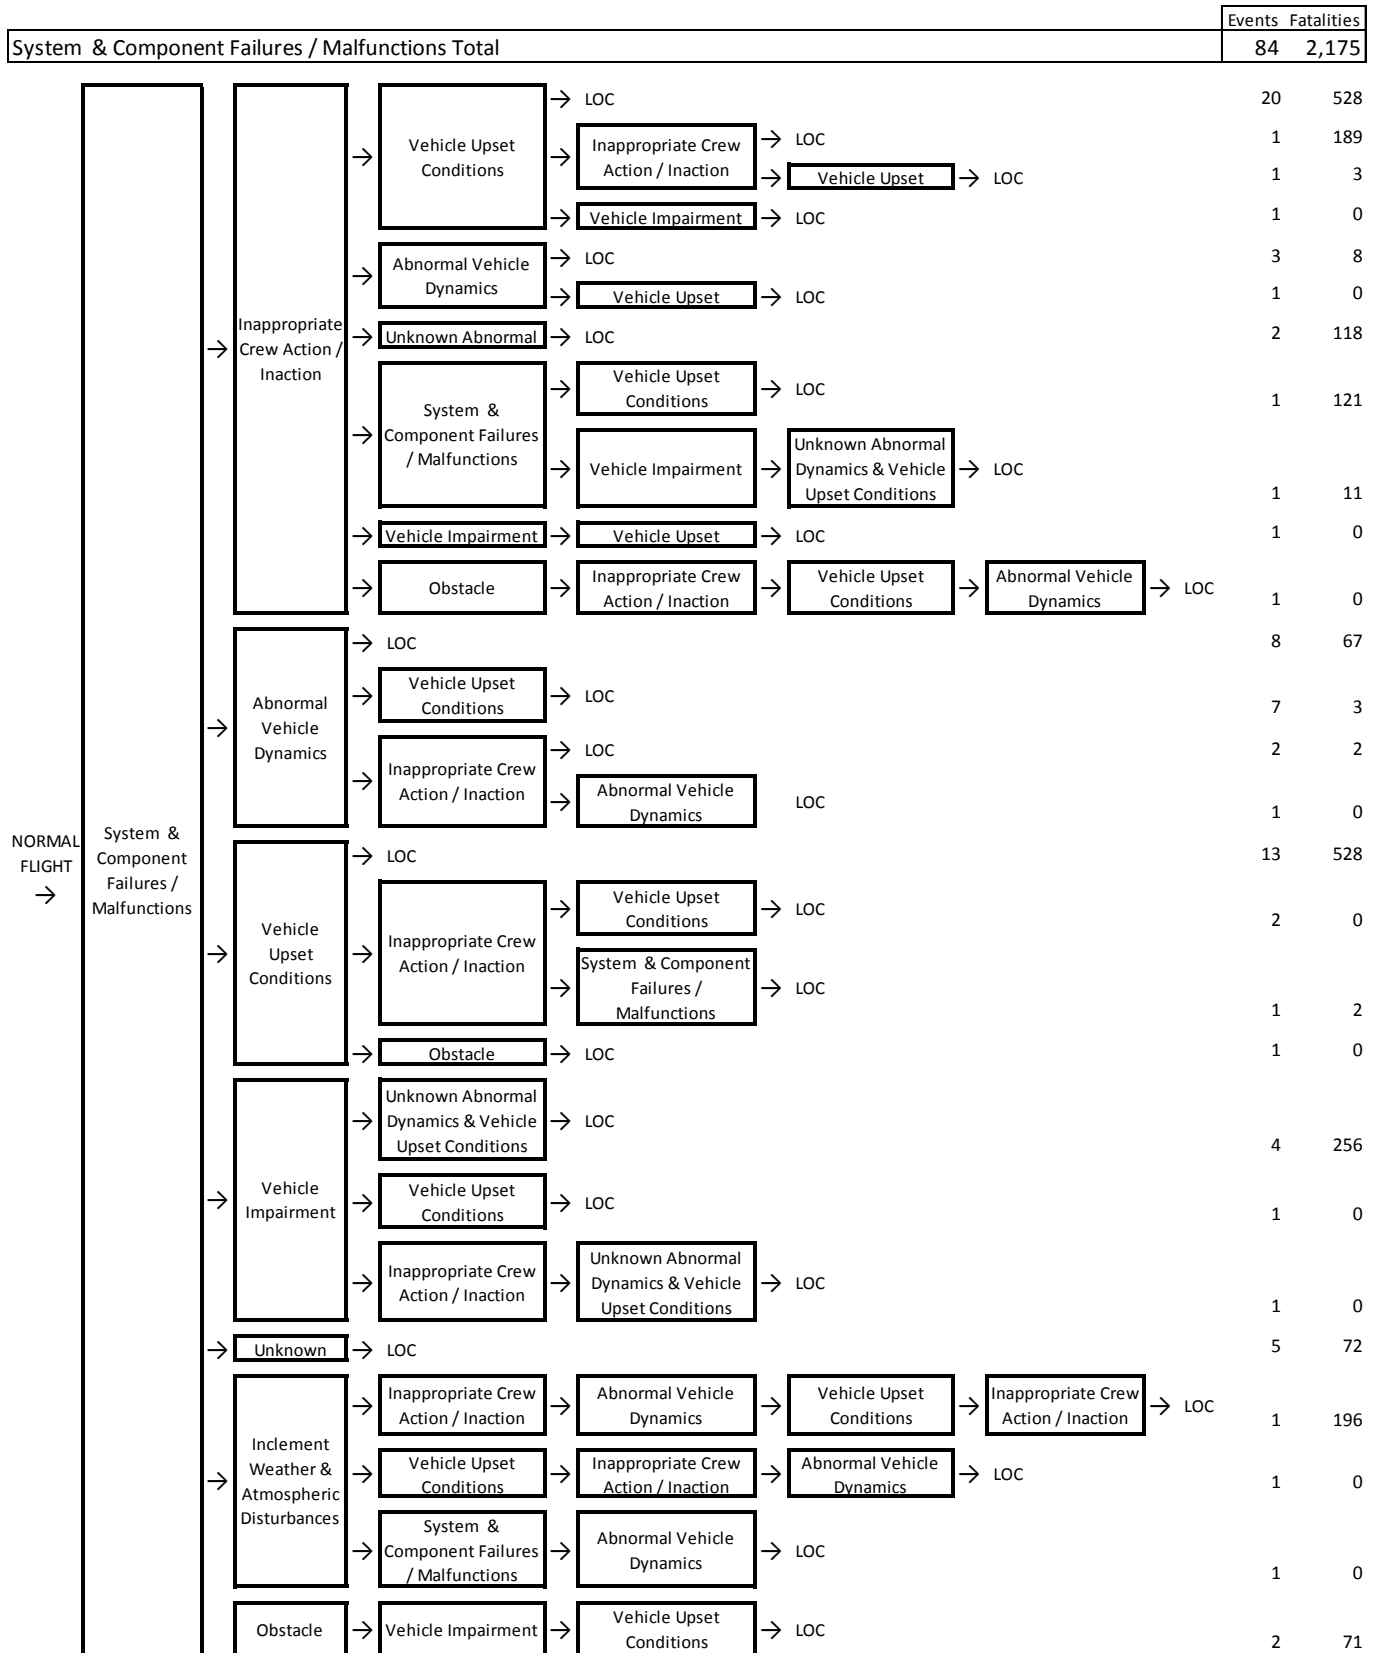 Events Fatalities
System & Component Failures / Malfunctions Total 84 2,175
NORMAL
FLIGHT
→
System &
Component
Failures /
Malfunctions
→
Inappropriate
Crew Action /
Inaction
→
Vehicle Upset
Conditions
→ LOC 20 528
→
Inappropriate Crew
Action / Inaction
→ LOC 1 189
→ Vehicle Upset → LOC 1 3
→ Vehicle Impairment → LOC 1 0
→
Abnormal Vehicle
Dynamics
→ LOC 3 8
→ Vehicle Upset → LOC 1 0
→ Unknown Abnormal → LOC 2 118
→
System &
Component Failures
/ Malfunctions
→
Vehicle Upset
Conditions
→ LOC
1 121
→ Vehicle Impairment →
Unknown Abnormal
Dynamics & Vehicle
Upset Conditions
→ LOC
1 11
→ Vehicle Impairment → Vehicle Upset → LOC 1 0
→ Obstacle →
Inappropriate Crew
Action / Inaction
→
Vehicle Upset
Conditions
→
Abnormal Vehicle
Dynamics
→ LOC
1 0
→
Abnormal
Vehicle
Dynamics
→ LOC 8 67
→
Vehicle Upset
Conditions
→ LOC
7 3
→
Inappropriate Crew
Action / Inaction
→ LOC 2 2
→
Abnormal Vehicle
Dynamics
LOC
1 0
→
Vehicle
Upset
Conditions
→ LOC 13 528
→
Inappropriate Crew
Action / Inaction
→
Vehicle Upset
Conditions
→ LOC
2 0
→
System & Component
Failures /
Malfunctions
→ LOC
1 2
→ Obstacle → LOC 1 0
→
Vehicle
Impairment
→
Unknown Abnormal
Dynamics & Vehicle
Upset Conditions
→ LOC
4 256
→
Vehicle Upset
Conditions
→ LOC
1 0
→
Inappropriate Crew
Action / Inaction
→
Unknown Abnormal
Dynamics & Vehicle
Upset Conditions
→ LOC
1 0
→ Unknown → LOC 5 72
→
Inclement
Weather &
Atmospheric
Disturbances
→
Inappropriate Crew
Action / Inaction
→
Abnormal Vehicle
Dynamics
→
Vehicle Upset
Conditions
→
Inappropriate Crew
Action / Inaction
→ LOC
1 196
→
Vehicle Upset
Conditions
→
Inappropriate Crew
Action / Inaction
→
Abnormal Vehicle
Dynamics
→ LOC
1 0
→
System &
Component Failures
/ Malfunctions
→
Abnormal Vehicle
Dynamics
→ LOC
1 0
Obstacle → Vehicle Impairment →
Vehicle Upset
Conditions
→ LOC
2 71